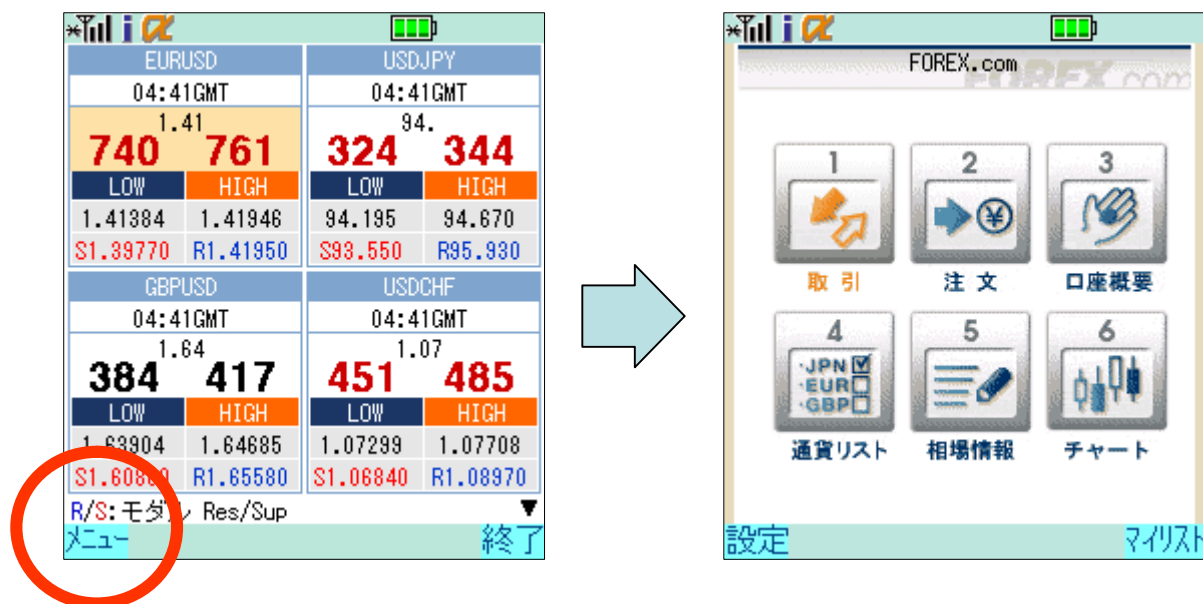 i α
EURUSD USDJPY
04:41GMT 04:41GMT
1.41 94.
740 761 324 344
LOW HIGH LOW HIGH
1.41384 1.41946 94.195 94.670
S1.39770 R1.41950 S93.550 R95.930
GBPUSD USDCHF
04:41GMT 04:41GMT
1.64 1.07
384 417 451 485
LOW HIGH LOW HIGH
1.63904 1.64685 1.07299 1.07708
R1.65580 S1.06840 R1.08970
R/S:モダル Res/Sup ▼
メニュー 終了
i α
FOREX.com
FOREX.com
1 2 3
取引 注文 口座概要
4 5 6
・JPN
・EUR
・GBP
通貨リスト 相場情報 チャート
設定 マイリスト